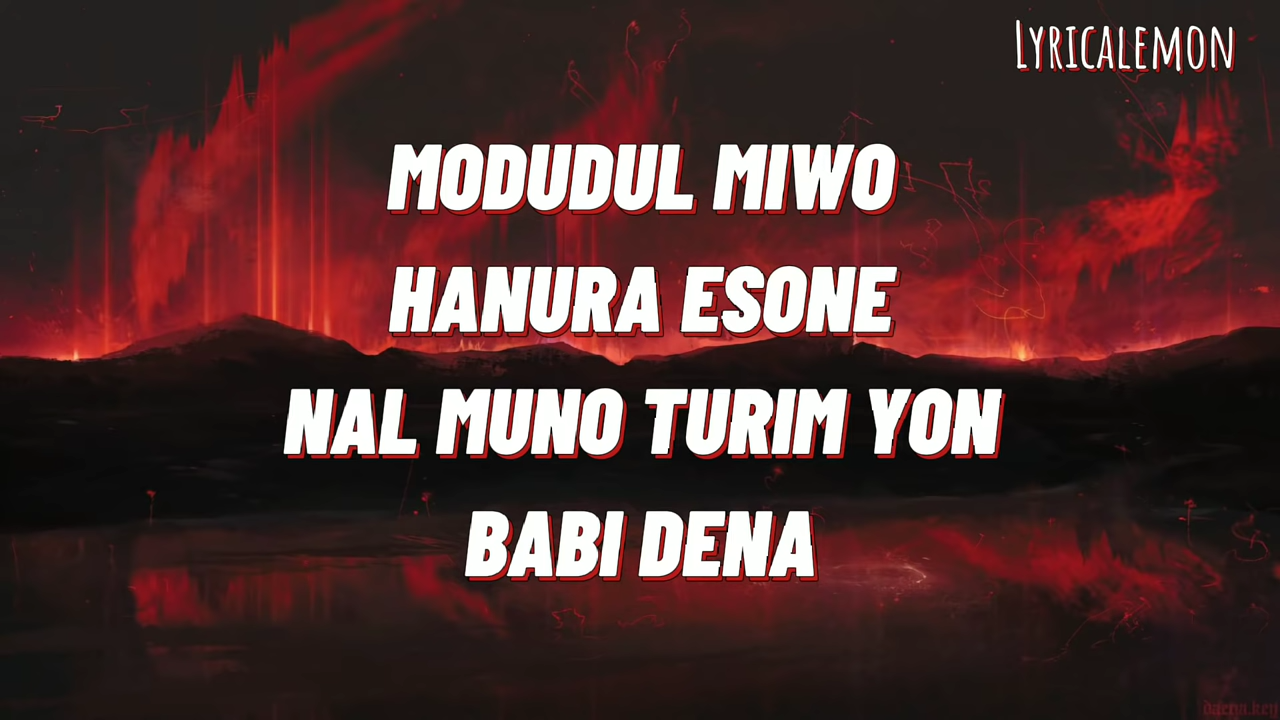 LYRICALEMON
MODUDUL MIWO
HANURA ESONE
NAL MUNO TURIM YON
BABI DENA